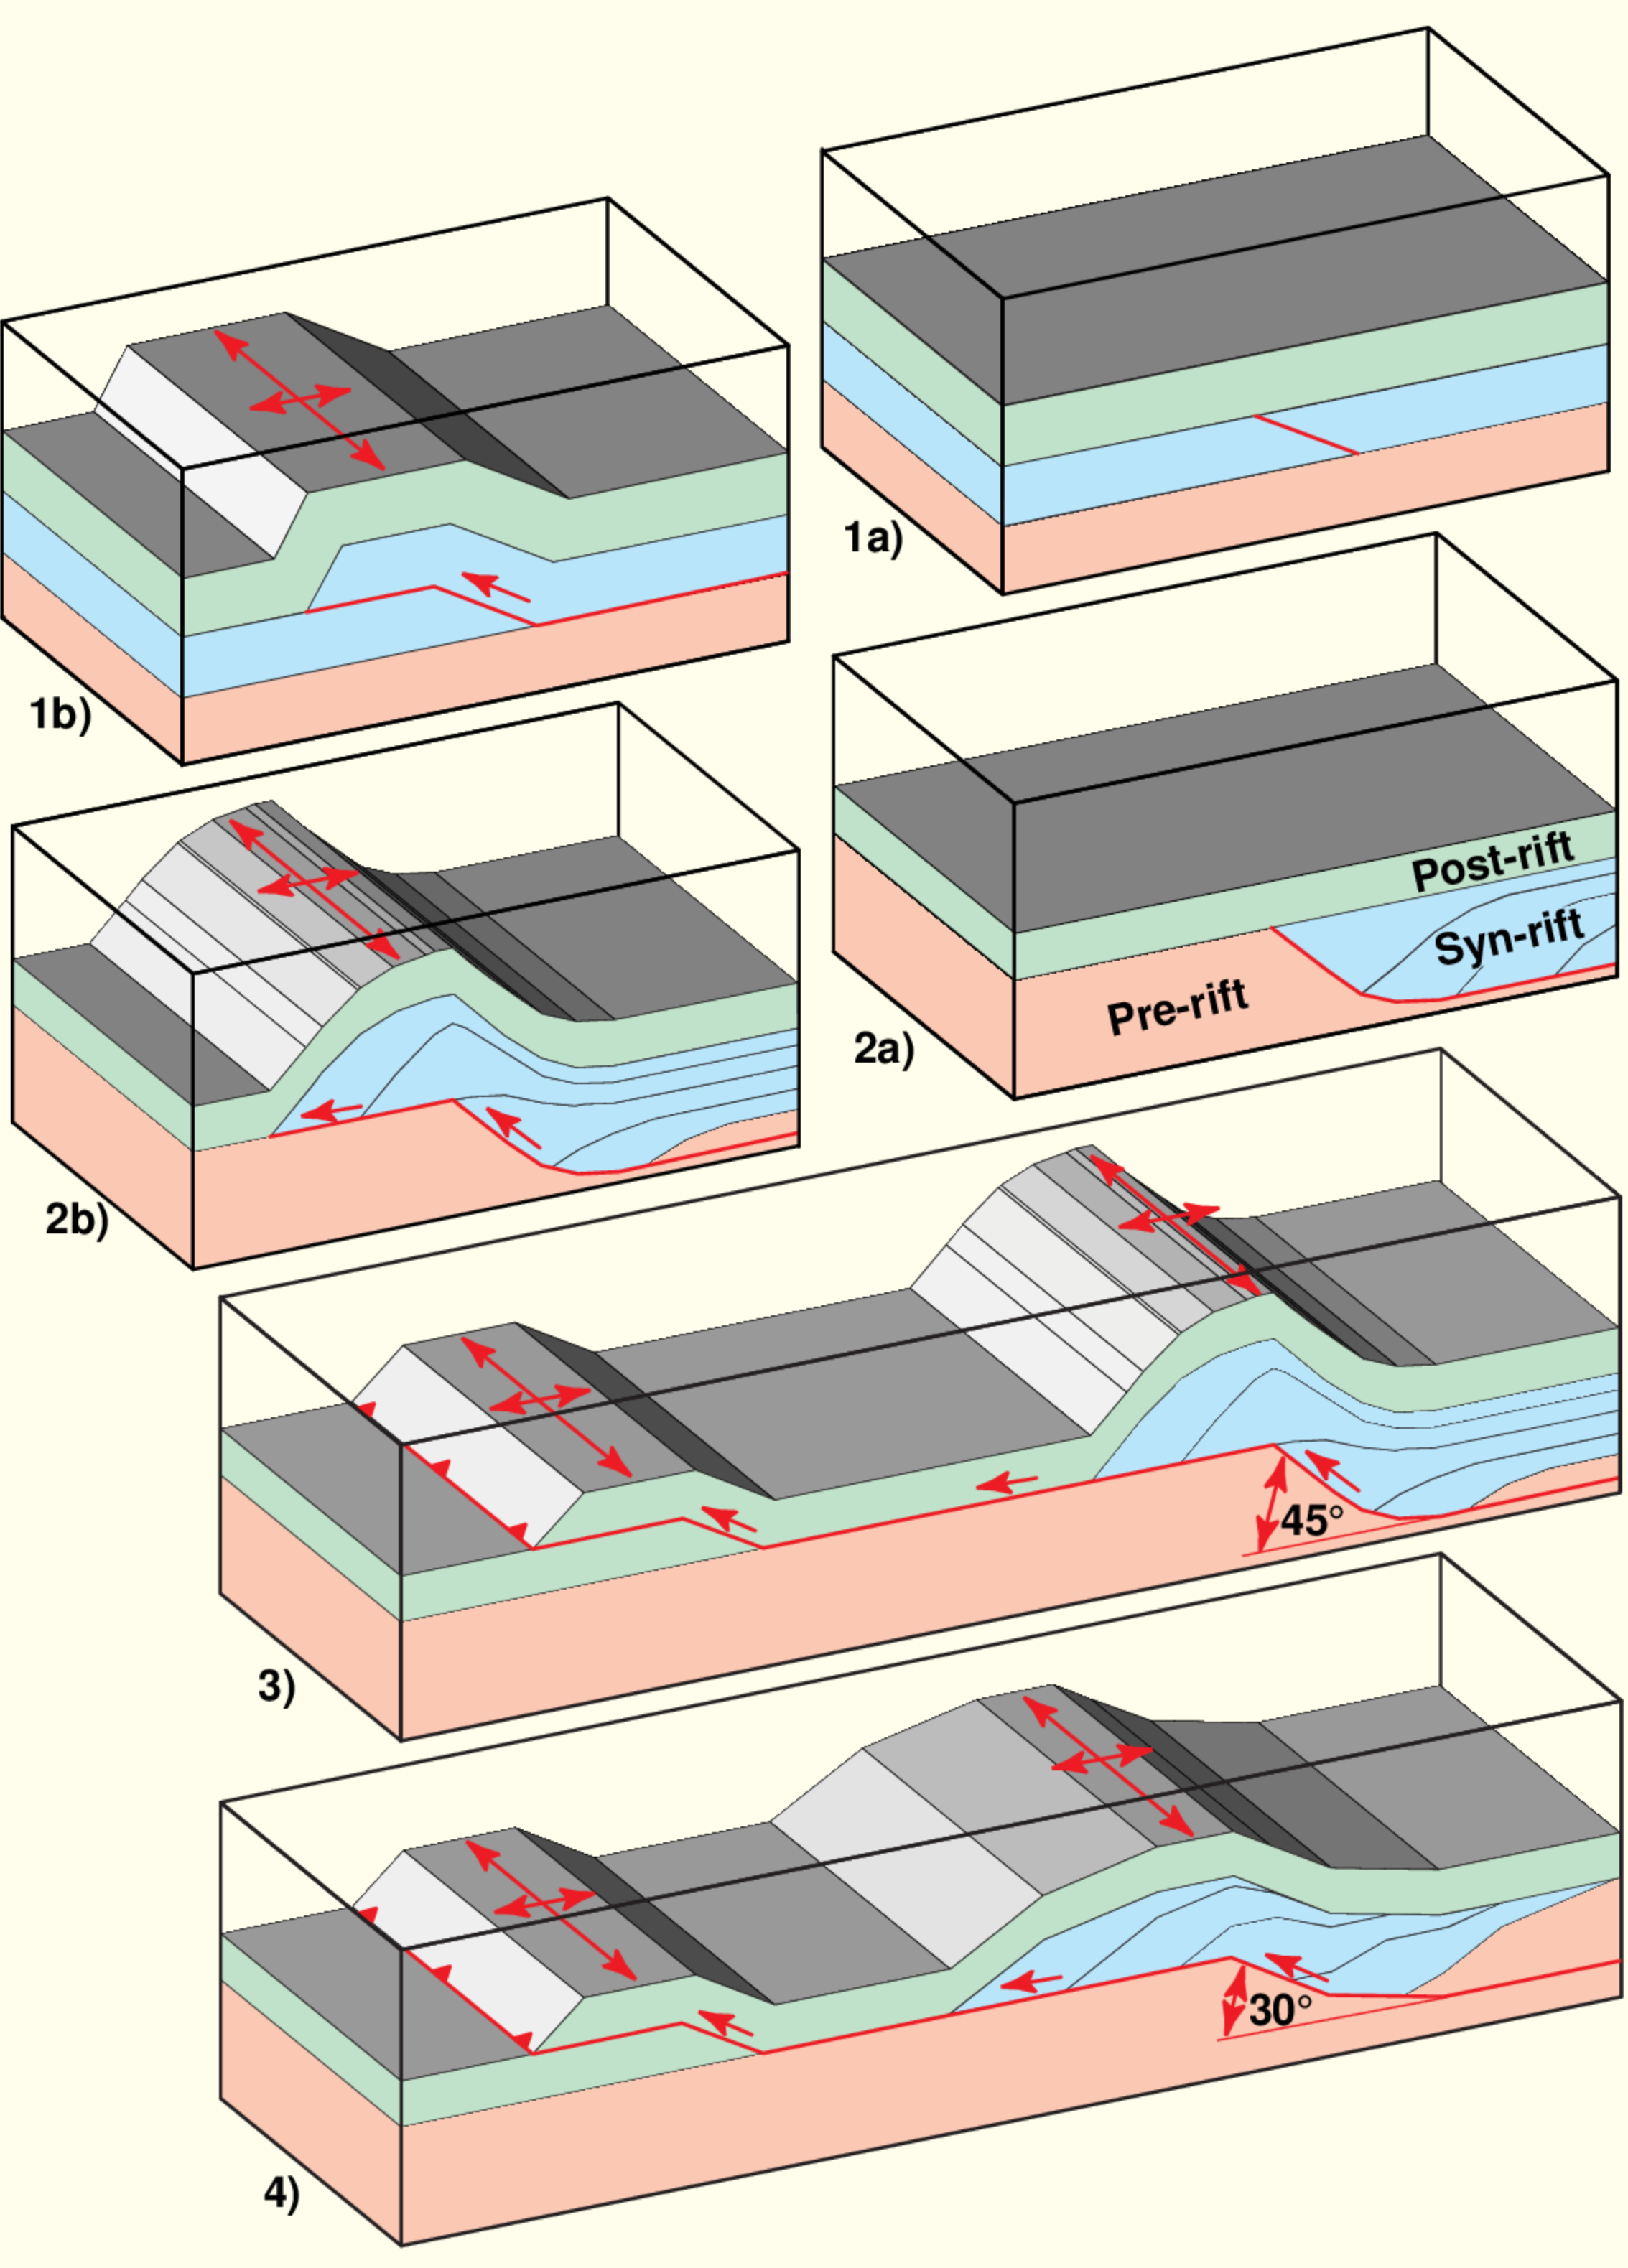 1a)
1b)
Post-rift
Syn-rift
Pre-rift
2a)
2b)
45°
3)
30°
4)